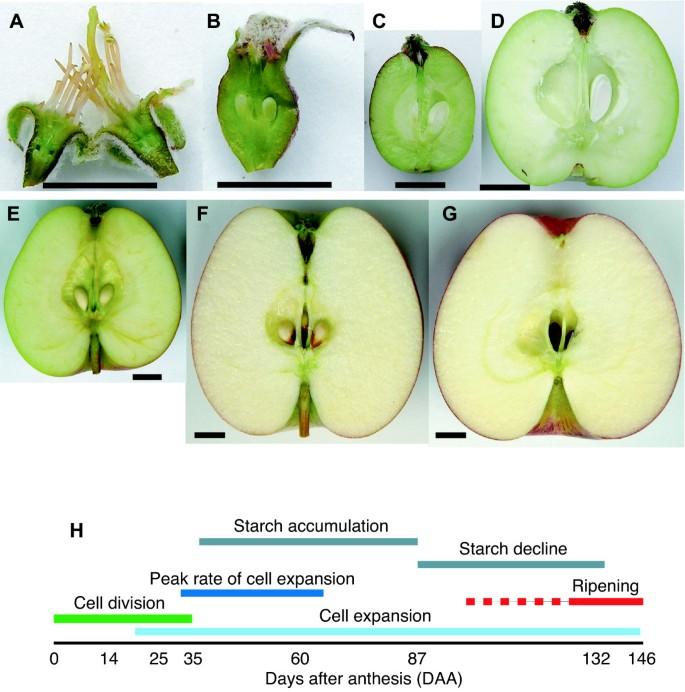 A
B
C
D
E
F
G
H
Starch accumulation
Starch decline
Peak rate of cell expansion
Ripening
Cell division
Cell expansion
0 14 25 35 60 87 132 146
Days after anthesis (DAA)